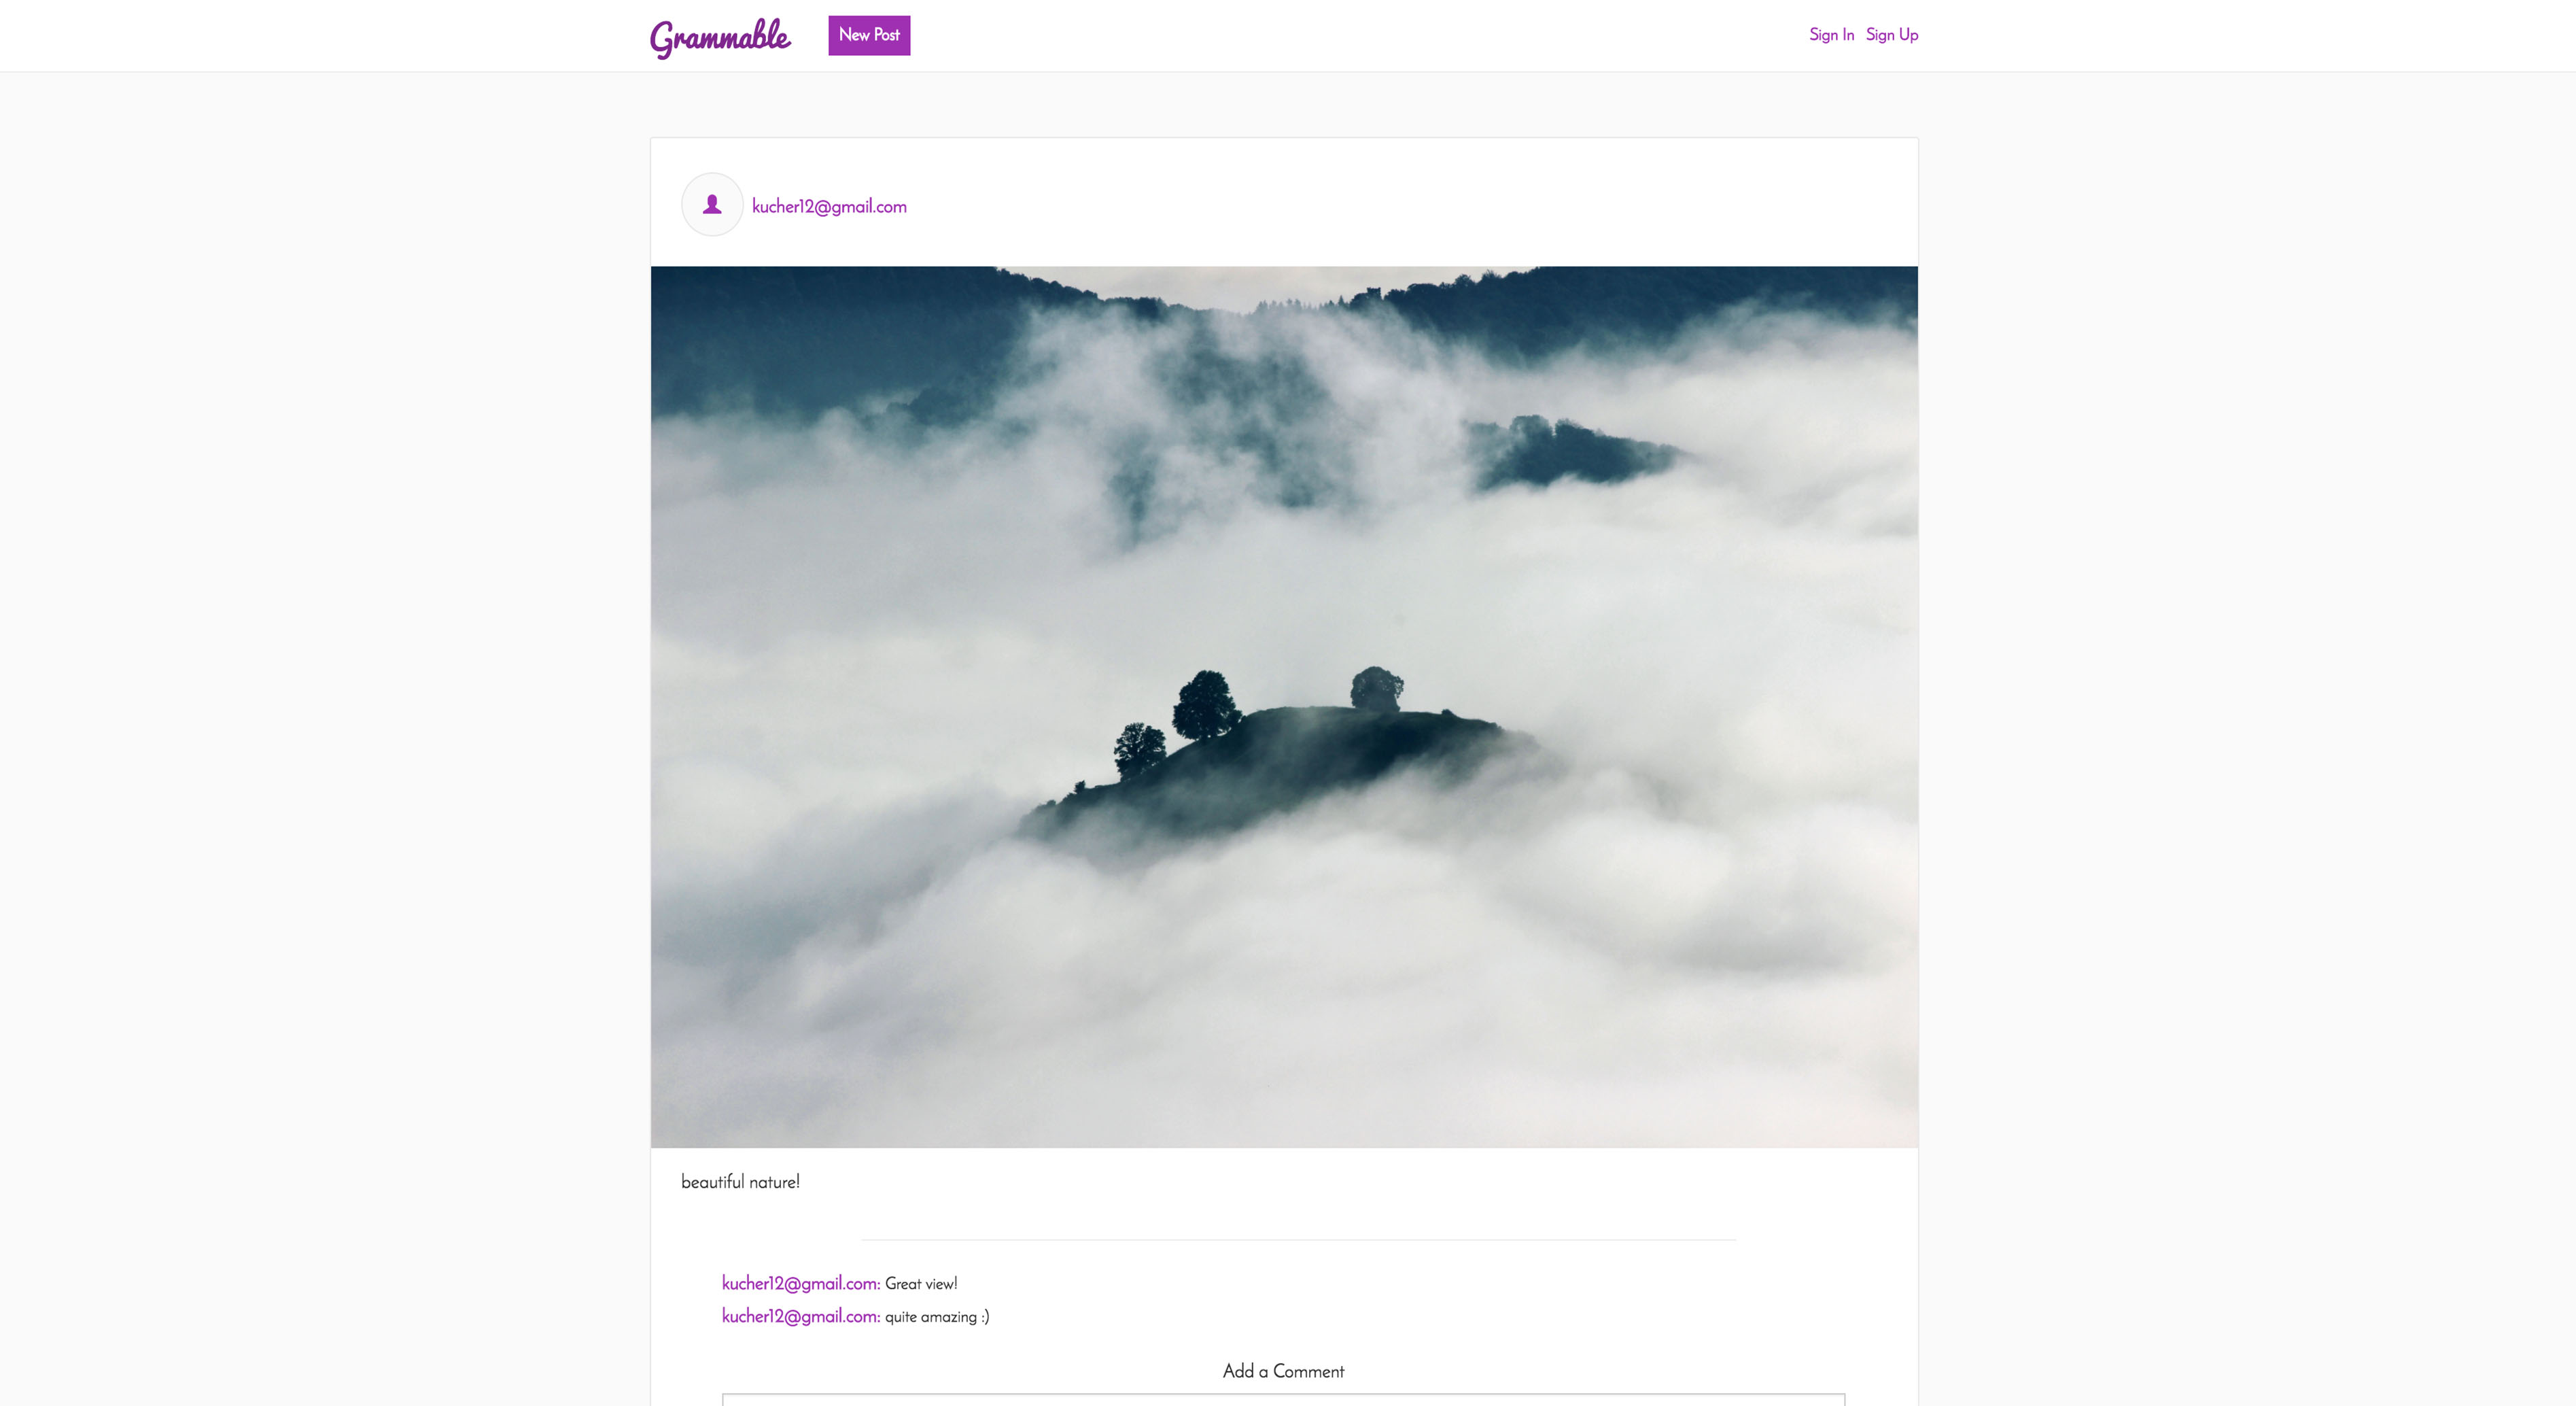 Grammable New Post Sign In Sign Up
kucher12@gmail.com
beautiful nature!
kucher12@gmail.com: Great view!
kucher12@gmail.com: quite amazing :)
Add a Comment